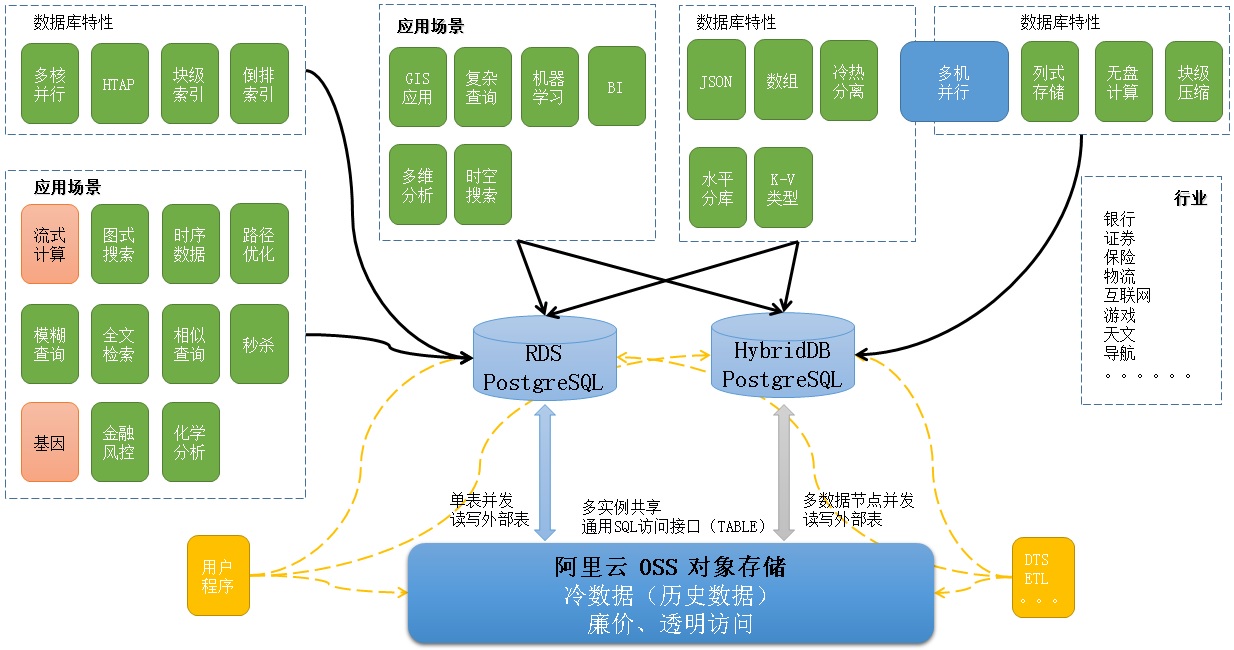 数据库特性
多核
并行
HTAP
块级
索引
倒排
索引
应用场景
GIS
应用
复杂
查询
机器
学习
BI
多维
分析
时空
搜索
数据库特性
JSON
数组
冷热
分离
水平
分库
K-V
类型
数据库特性
多机
并行
列式
存储
无盘
计算
块级
压缩
应用场景
流式
计算
图式
搜索
时序
数据
路径
优化
模糊
查询
全文
检索
相似
查询
秒杀
基因
金融
风控
化学
分析
行业
银行
证券
保险
物流
互联网
游戏
天文
导航
。。。。。。
RDS
PostgreSQL
HybridDB
PostgreSQL
单表并发
读写外部表
多实例共享
通用SQL访问接口（TABLE）
多数据节点并发
读写外部表
用户
程序
阿里云 OSS 对象存储
冷数据（历史数据）
廉价、透明访问
DTS
ETL
。。。